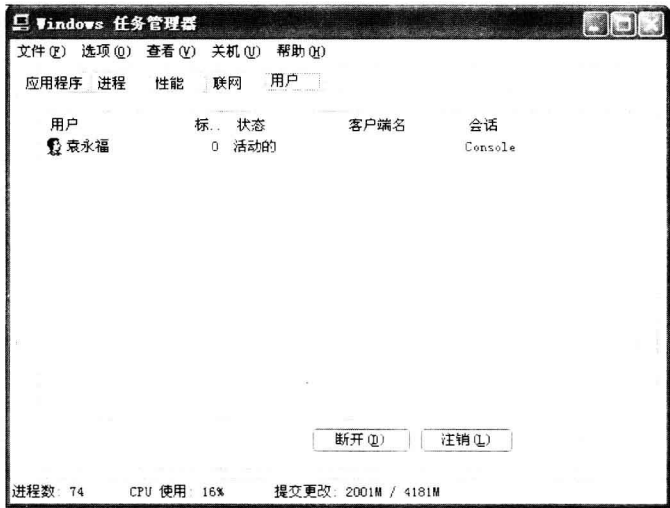 Windows 任务管理器
文件(F) 选项(O) 查看(V) 关机(U) 帮助(H)
应用程序 进程 性能 联网 用户
用户 标.. 状态 客户端名 会话
袁永福 0 活动的 Console
断开(D) 注销(L)
进程数: 74 CPU 使用: 16% 提交更改: 2001M / 4181M